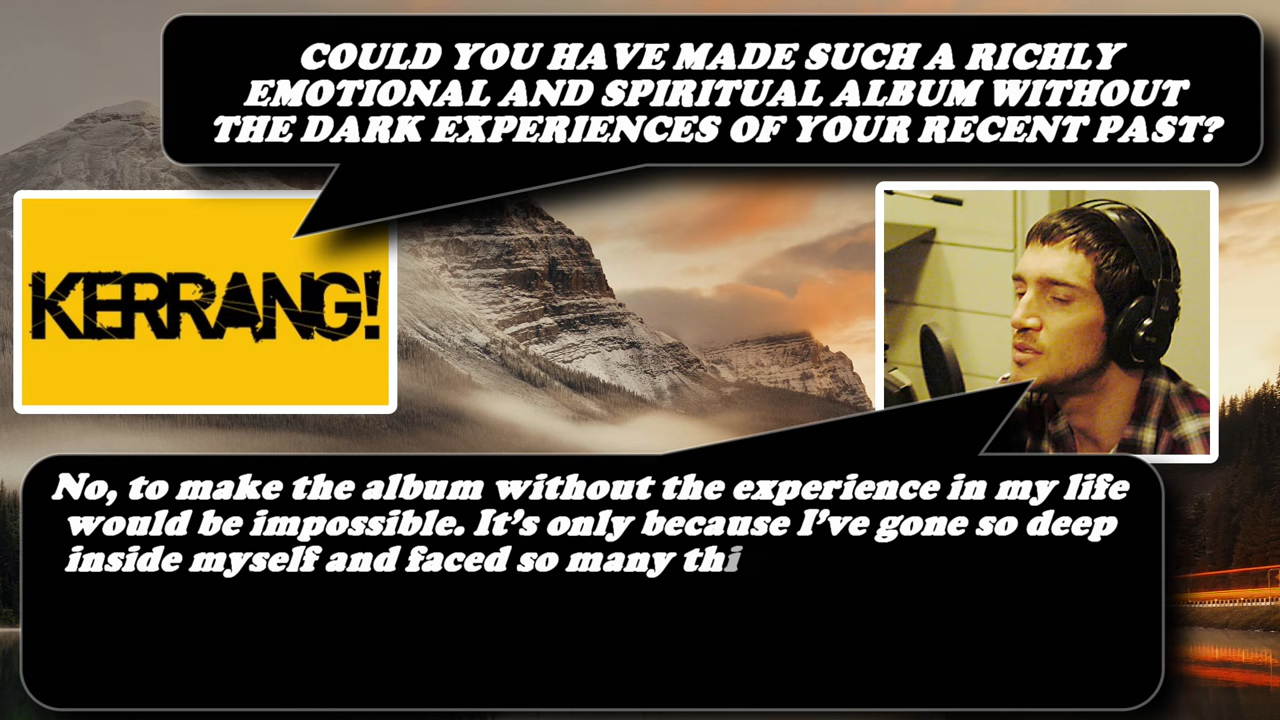 COULD YOU HAVE MADE SUCH A RICHLY
EMOTIONAL AND SPIRITUAL ALBUM WITHOUT
THE DARK EXPERIENCES OF YOUR RECENT PAST?
KERRANG!
No, to make the album without the experience in my life
would be impossible. It's only because I've gone so deep
inside myself and faced so many thi